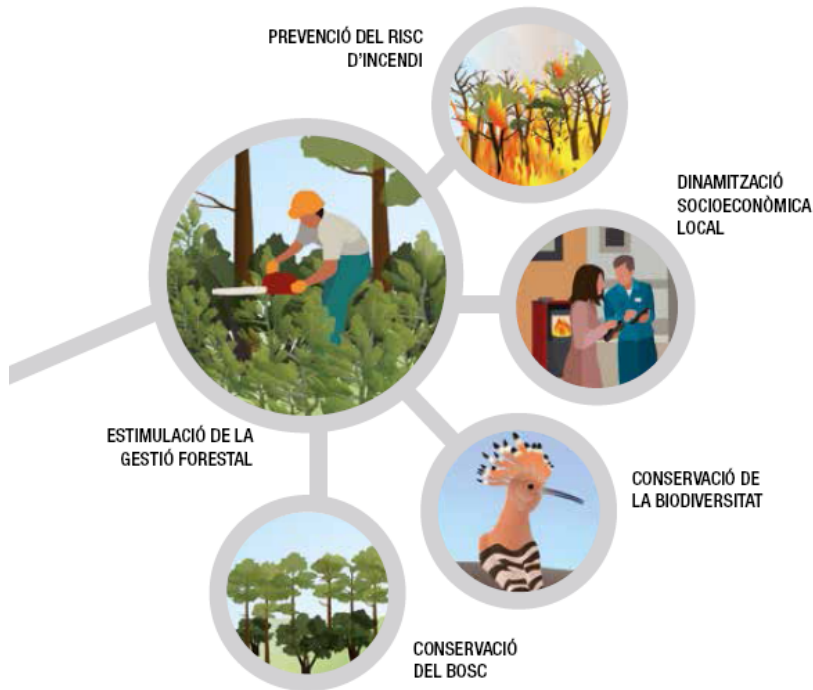 PREVENCIÓ DEL RISC
D'INCENDI
DINAMITZACIÓ
SOCIOECONÒMICA
LOCAL
ESTIMULACIÓ DE LA
GESTIÓ FORESTAL
CONSERVACIÓ DE
LA BIODIVERSITAT
CONSERVACIÓ
DEL BOSC